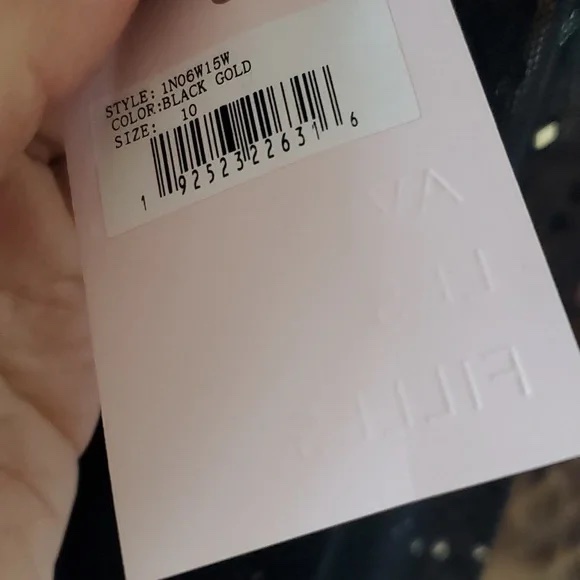 STYLE: 1N06W15W
COLOR:BLACK GOLD
SIZE: 10
1 92523 22631 6